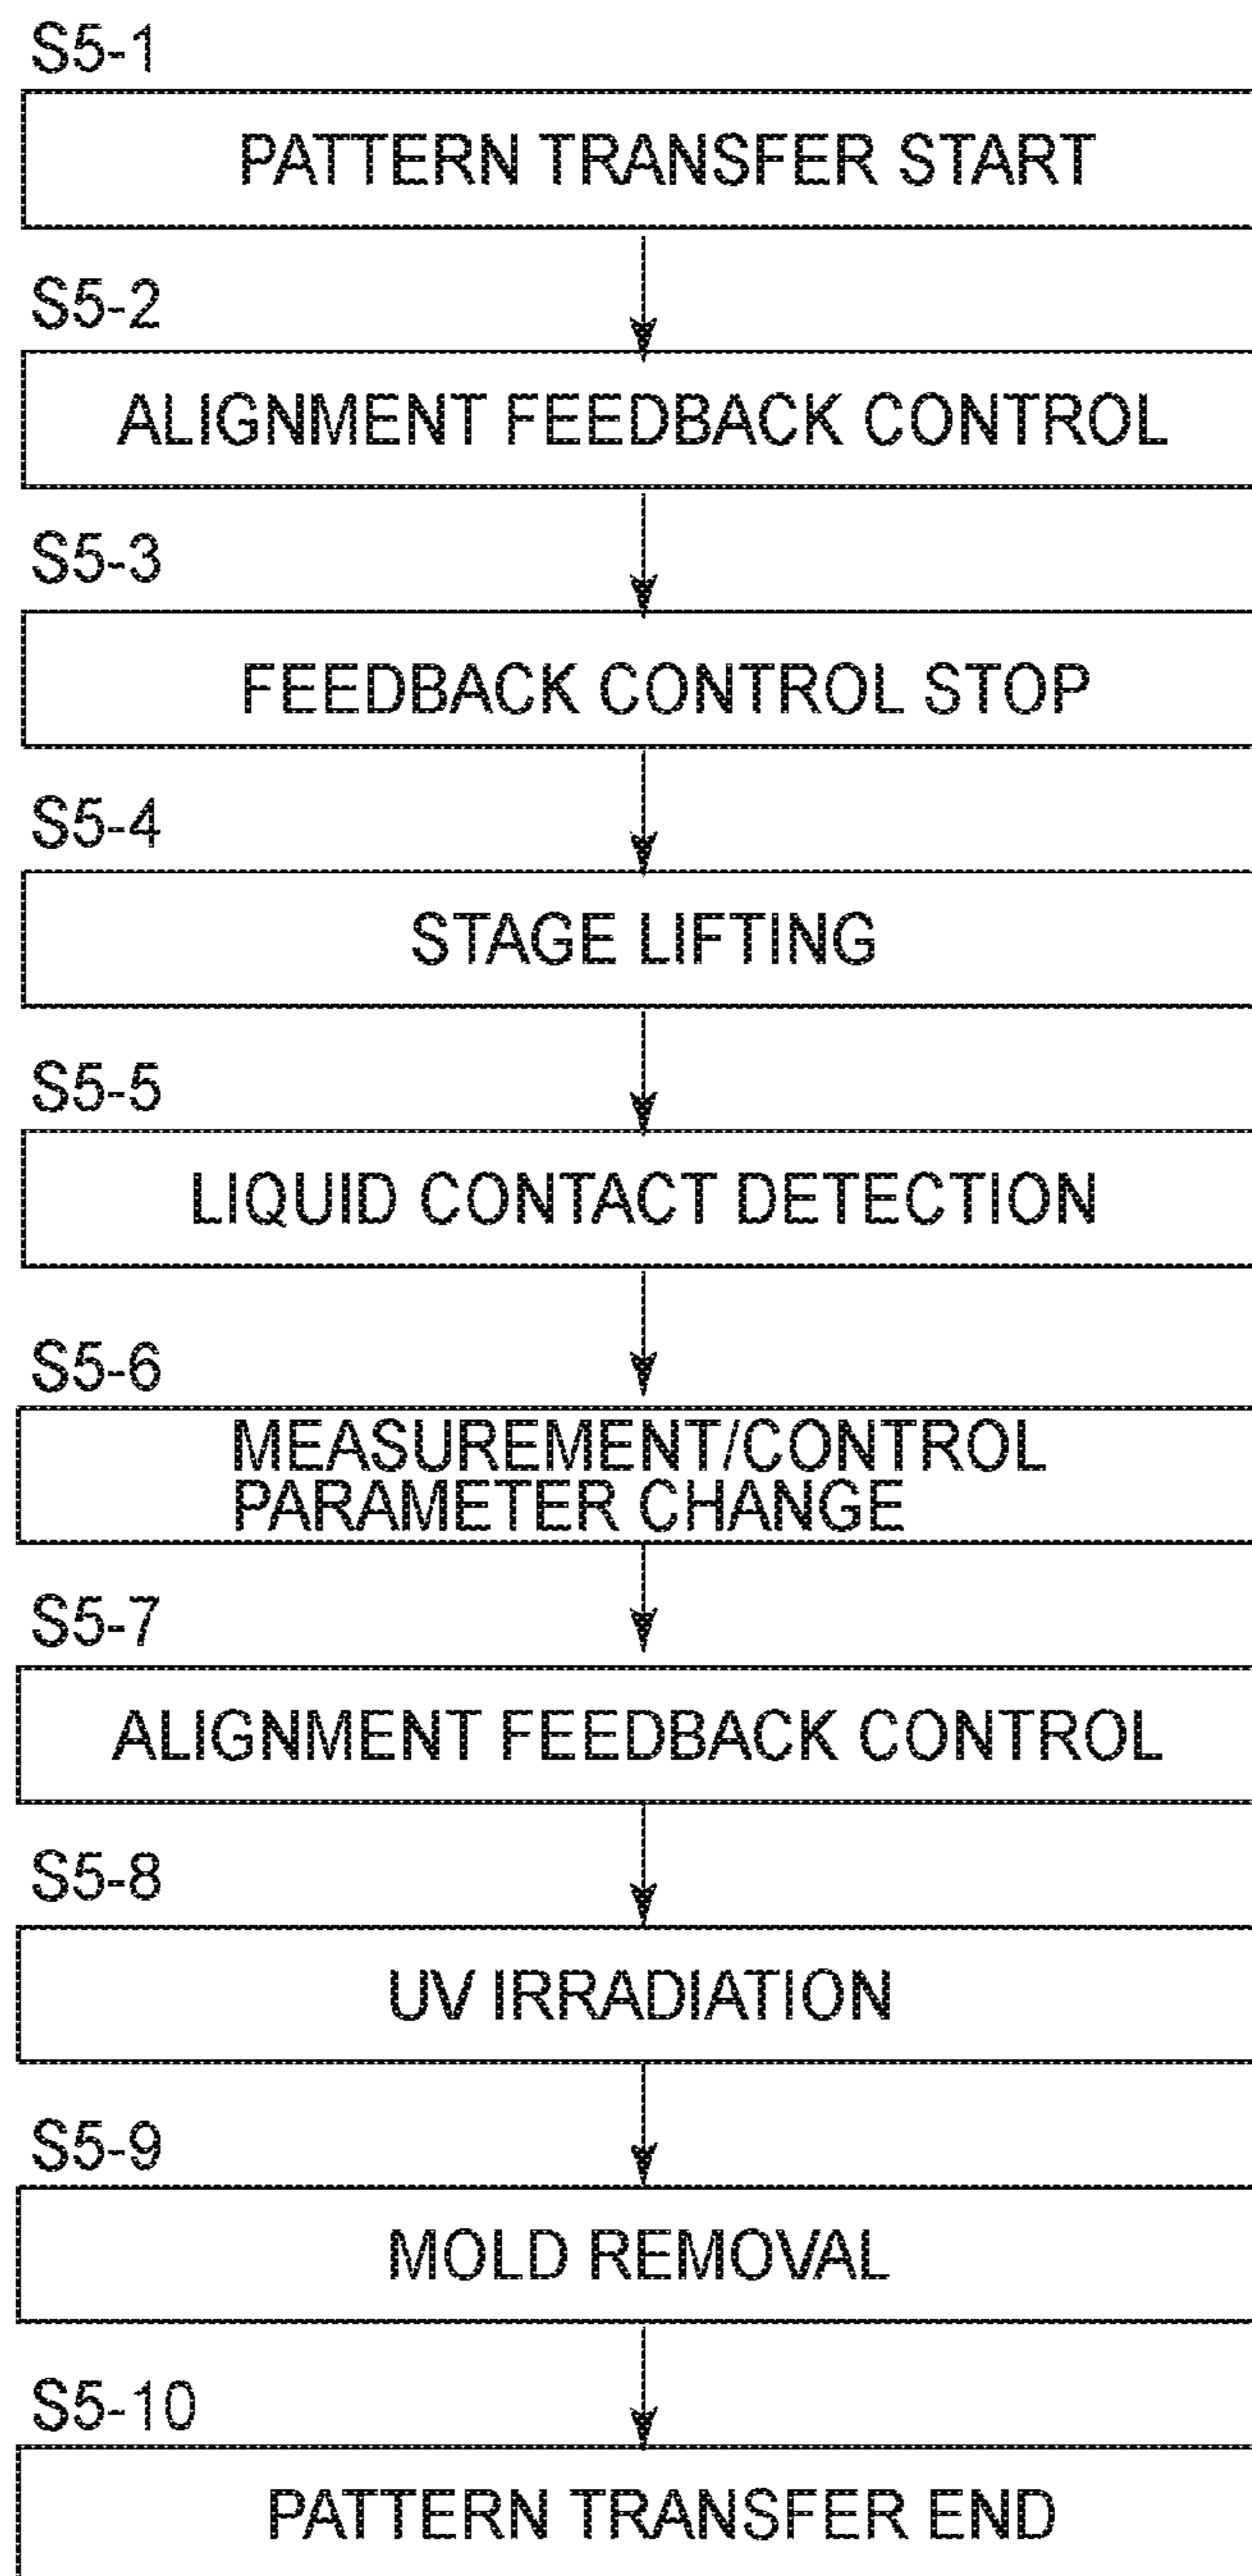 S5-1
PATTERN TRANSFER START
S5-2
ALIGNMENT FEEDBACK CONTROL
S5-3
FEEDBACK CONTROL STOP
S5-4
STAGE LIFTING
S5-5
LIQUID CONTACT DETECTION
S5-6
MEASUREMENT/CONTROL
PARAMETER CHANGE
S5-7
ALIGNMENT FEEDBACK CONTROL
S5-8
UV IRRADIATION
S5-9
MOLD REMOVAL
S5-10
PATTERN TRANSFER END